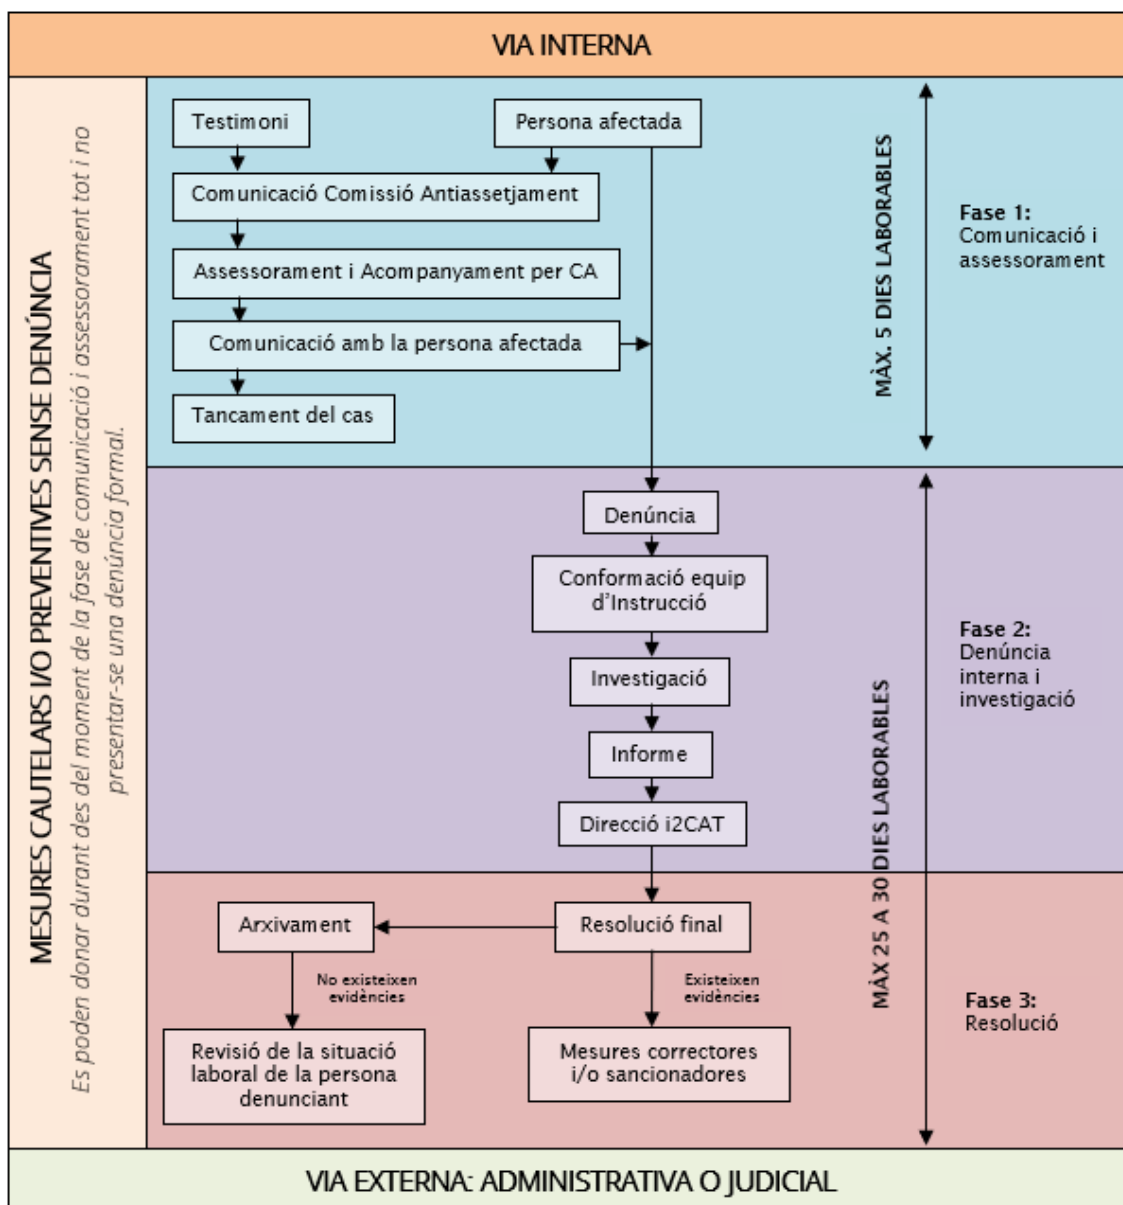 VIA INTERNA
MESURES CAUTELARS I/O PREVENTIVES SENSE DENÚNCIA
Es poden donar durant des del moment de la fase de comunicació i assessorament tot i no
presentar-se una denúncia formal.
Testimoni
Persona afectada
Comunicació Comissió Antiassetjament
Assessorament i Acompanyament per CA
Comunicació amb la persona afectada
Tancament del cas
MÀX. 5 DIES LABORABLES
Fase 1:
Comunicació i
assessorament
Denúncia
Conformació equip
d'Instrucció
Investigació
Informe
Direcció i2CAT
MÀX 25 A 30 DIES LABORABLES
Fase 2:
Denúncia
interna i
investigació
Arxivament
Resolució final
No existeixen
evidències
Existeixen
evidències
Revisió de la situació
laboral de la persona
denunciant
Mesures correctores
i/o sancionadores
Fase 3:
Resolució
VIA EXTERNA: ADMINISTRATIVA O JUDICIAL